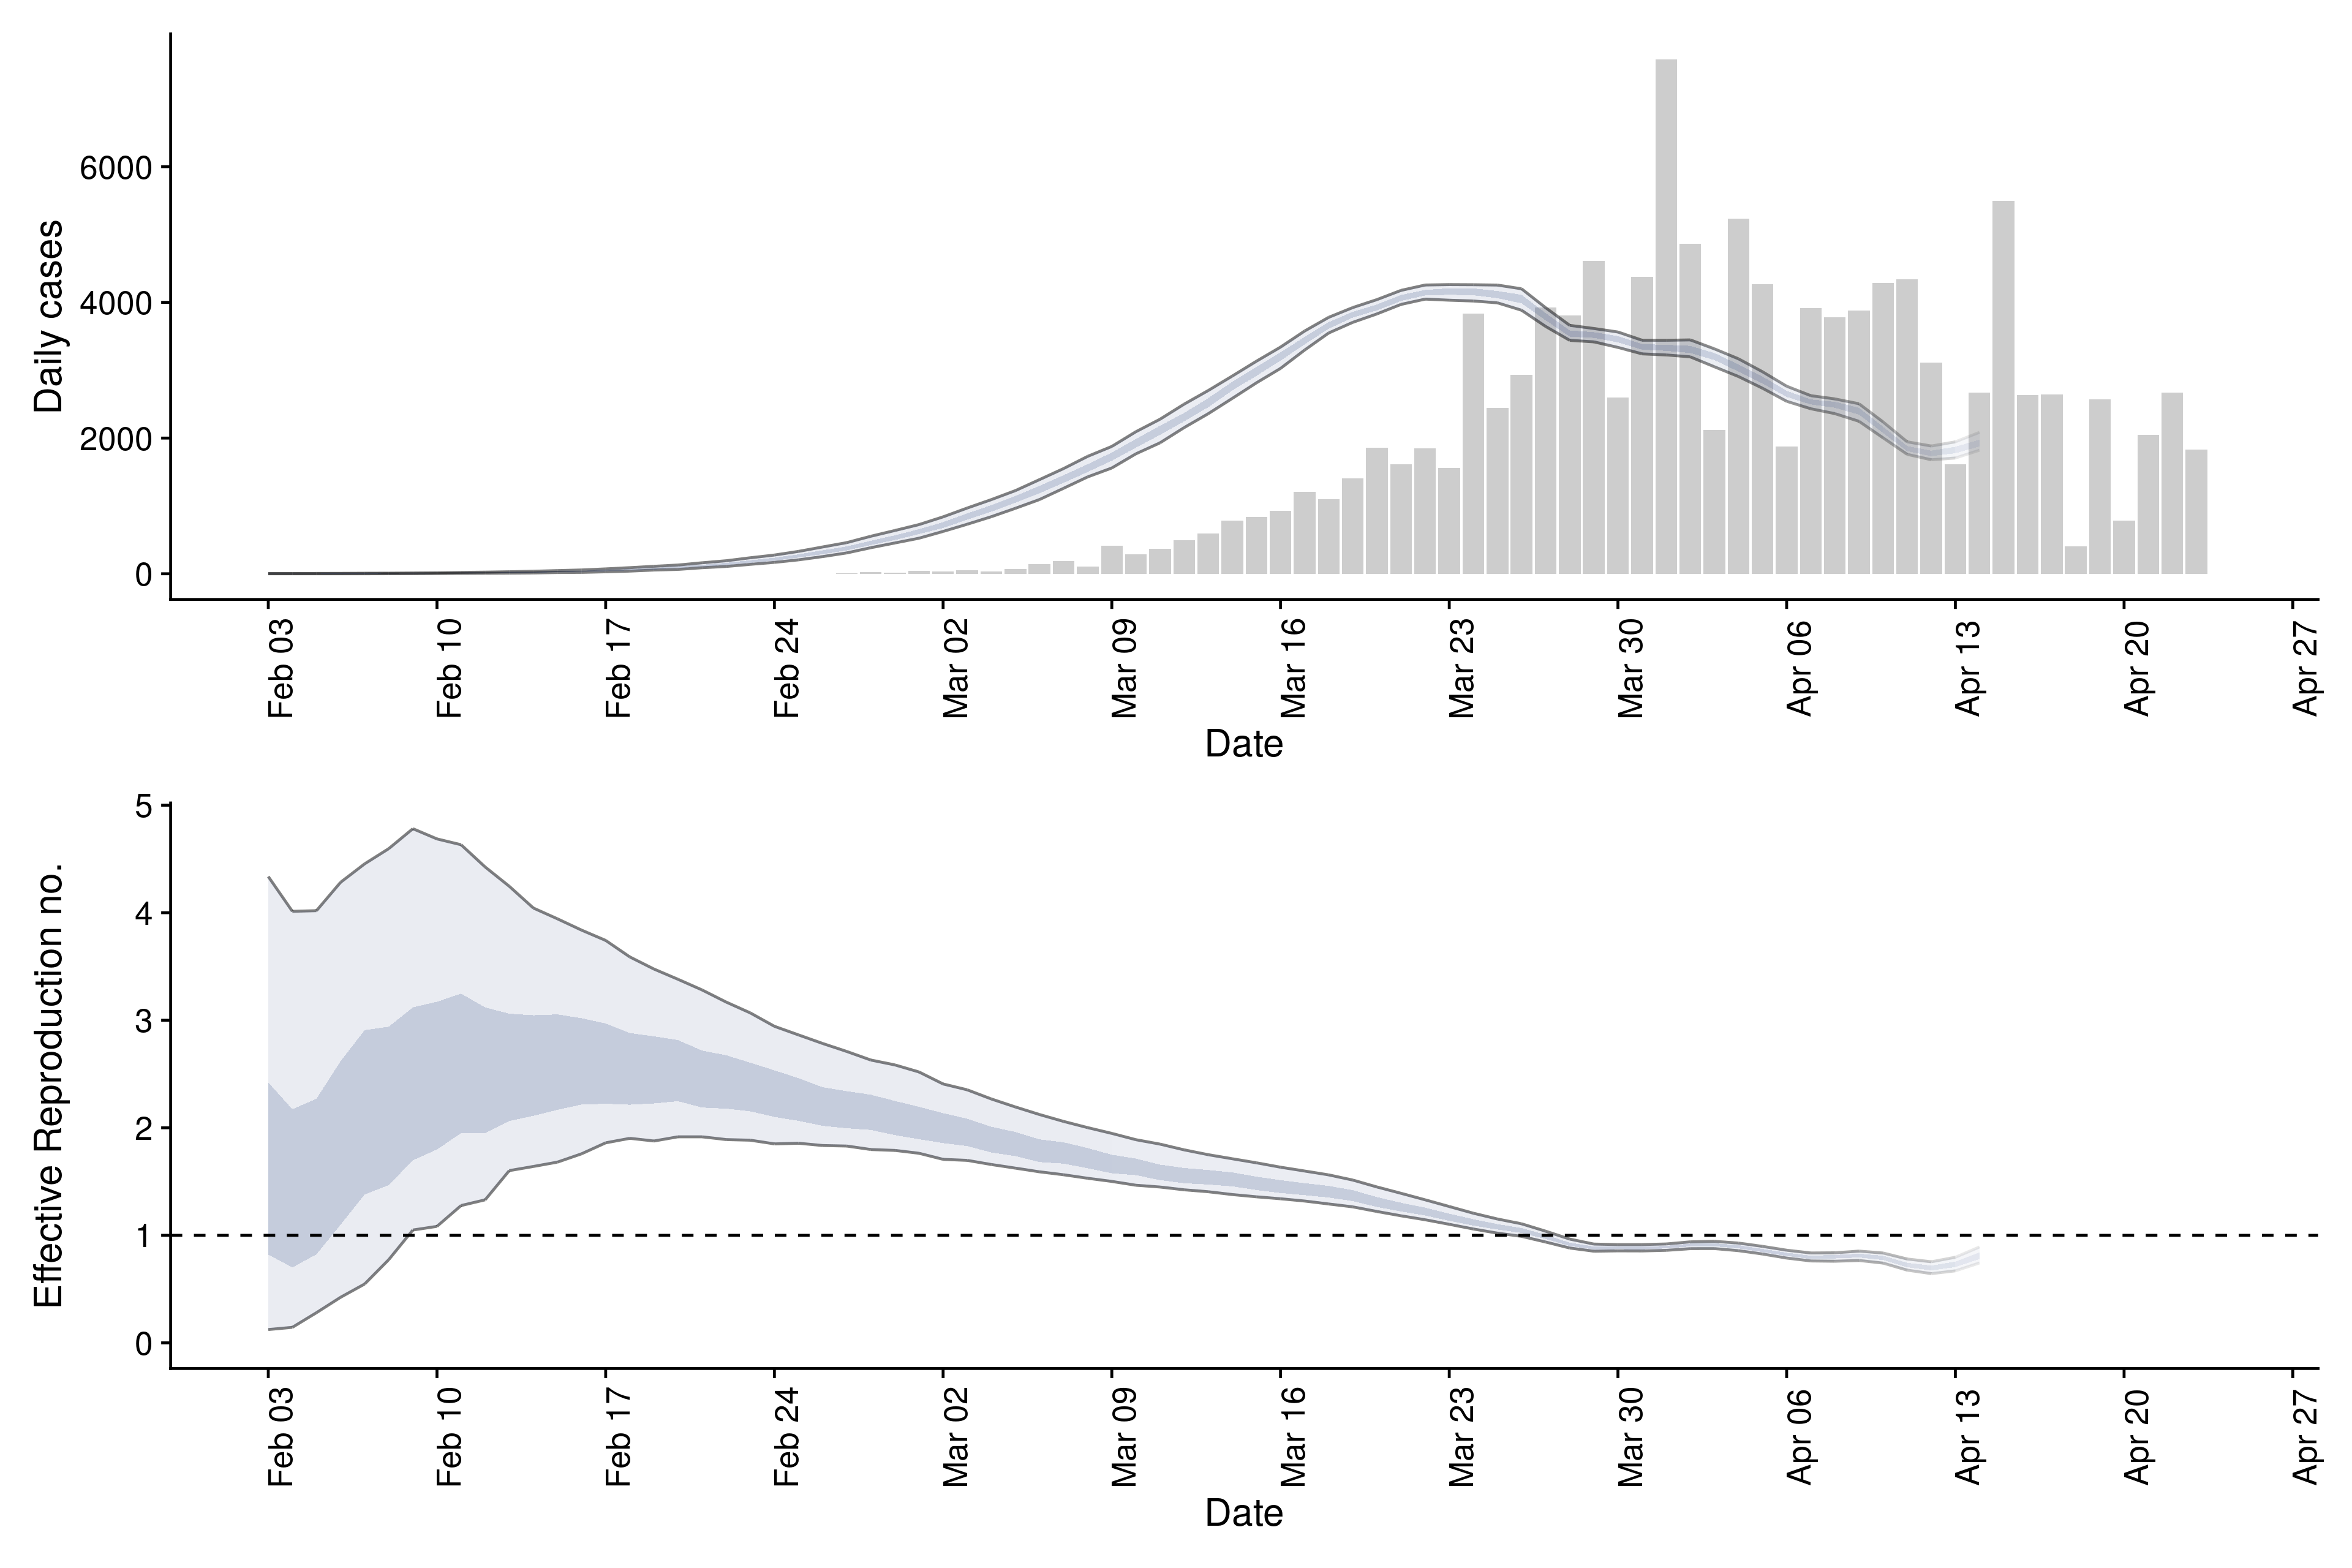 Daily cases
6000
4000
2000
0
Feb 03
Feb 10
Feb 17
Feb 24
Mar 02
Mar 09
Mar 16
Mar 23
Mar 30
Apr 06
Apr 13
Apr 20
Apr 27
Date
Effective Reproduction no.
5
4
3
2
1
0
Feb 03
Feb 10
Feb 17
Feb 24
Mar 02
Mar 09
Mar 16
Mar 23
Mar 30
Apr 06
Apr 13
Apr 20
Apr 27
Date